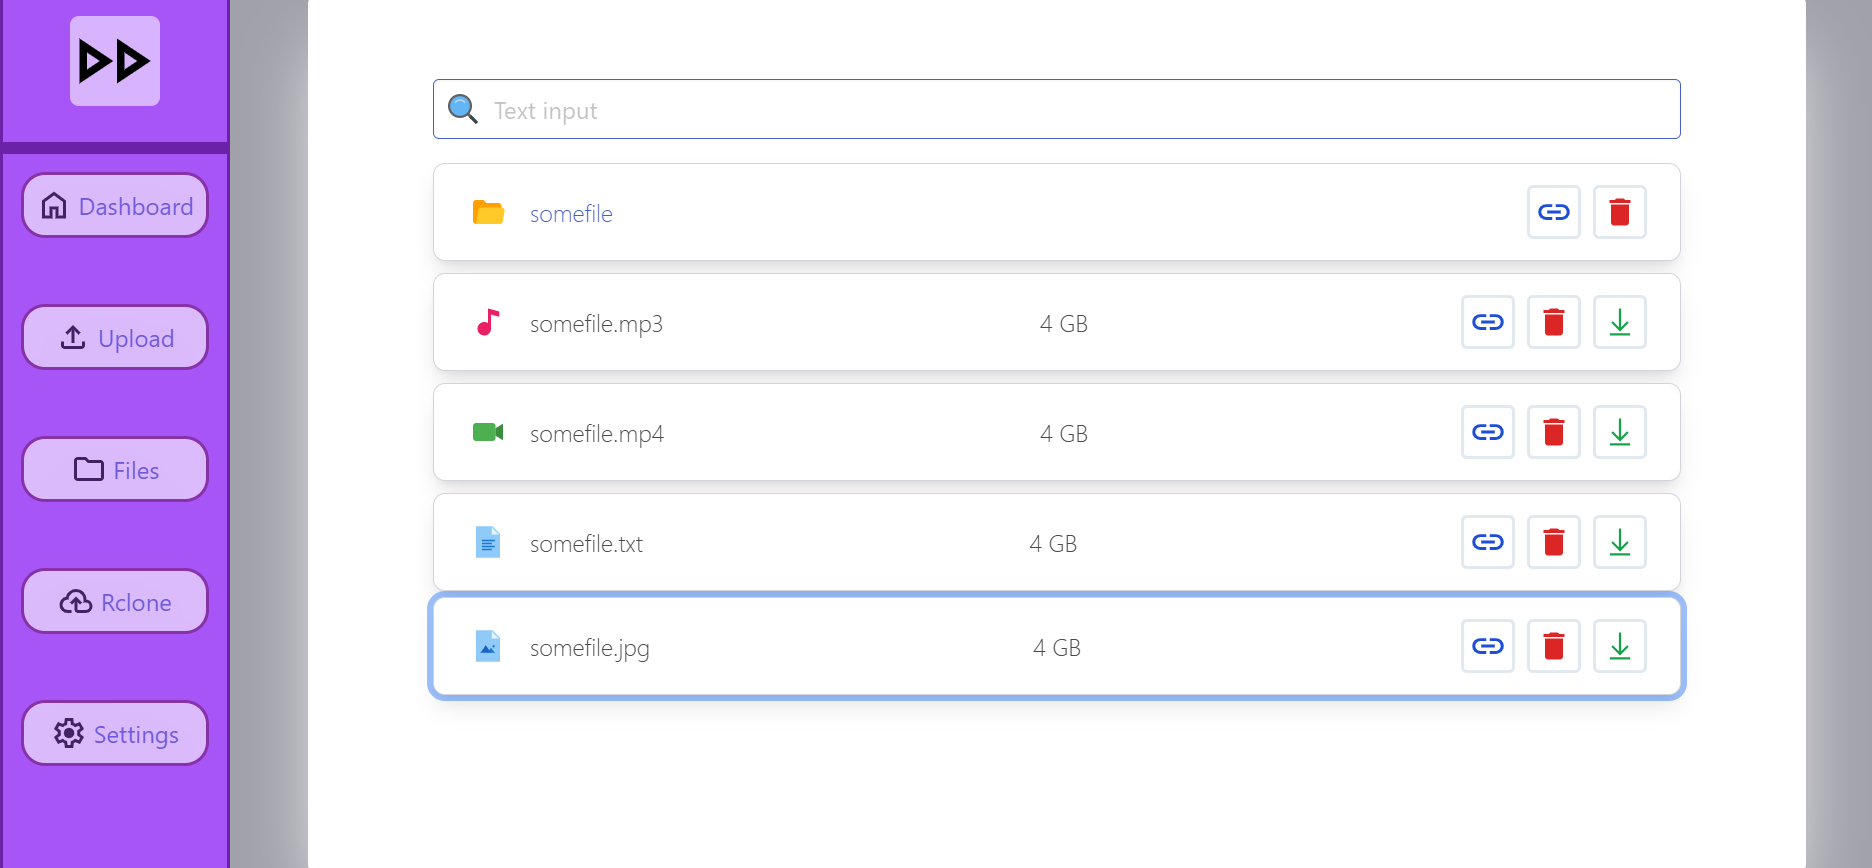 Dashboard
Upload
Files
Rclone
Settings
Text input
somefile
somefile.mp3 4 GB
somefile.mp4 4 GB
somefile.txt 4 GB
somefile.jpg 4 GB